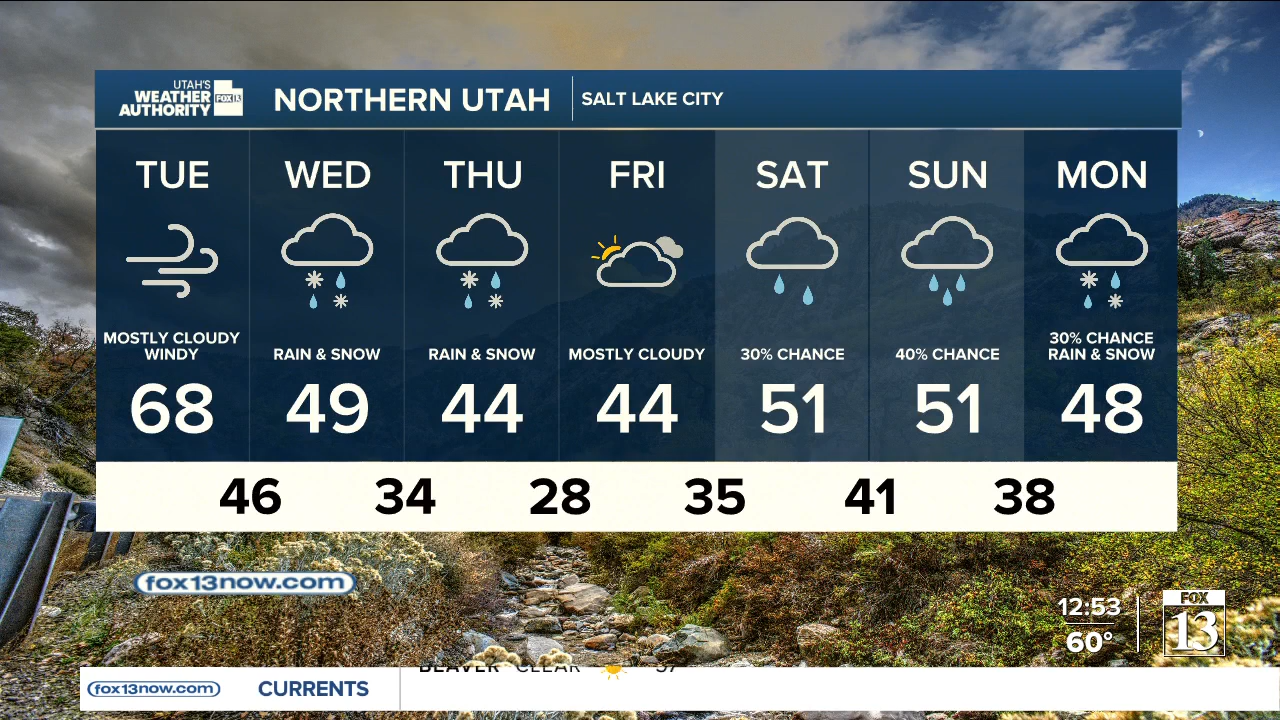 UTAH'S
WEATHER
AUTHORITY
FOX 13
NORTHERN UTAH
SALT LAKE CITY
TUE WED THU FRI SAT SUN MON
MOSTLY CLOUDY
WINDY
RAIN & SNOW
RAIN & SNOW
MOSTLY CLOUDY
30% CHANCE
40% CHANCE
30% CHANCE
RAIN & SNOW
68 49 44 44 51 51 48
46 34 28 35 41 38
fox13now.com
12:53
60°
FOX
13
BEAVER CLEAR
fox13now.com
CURRENTS